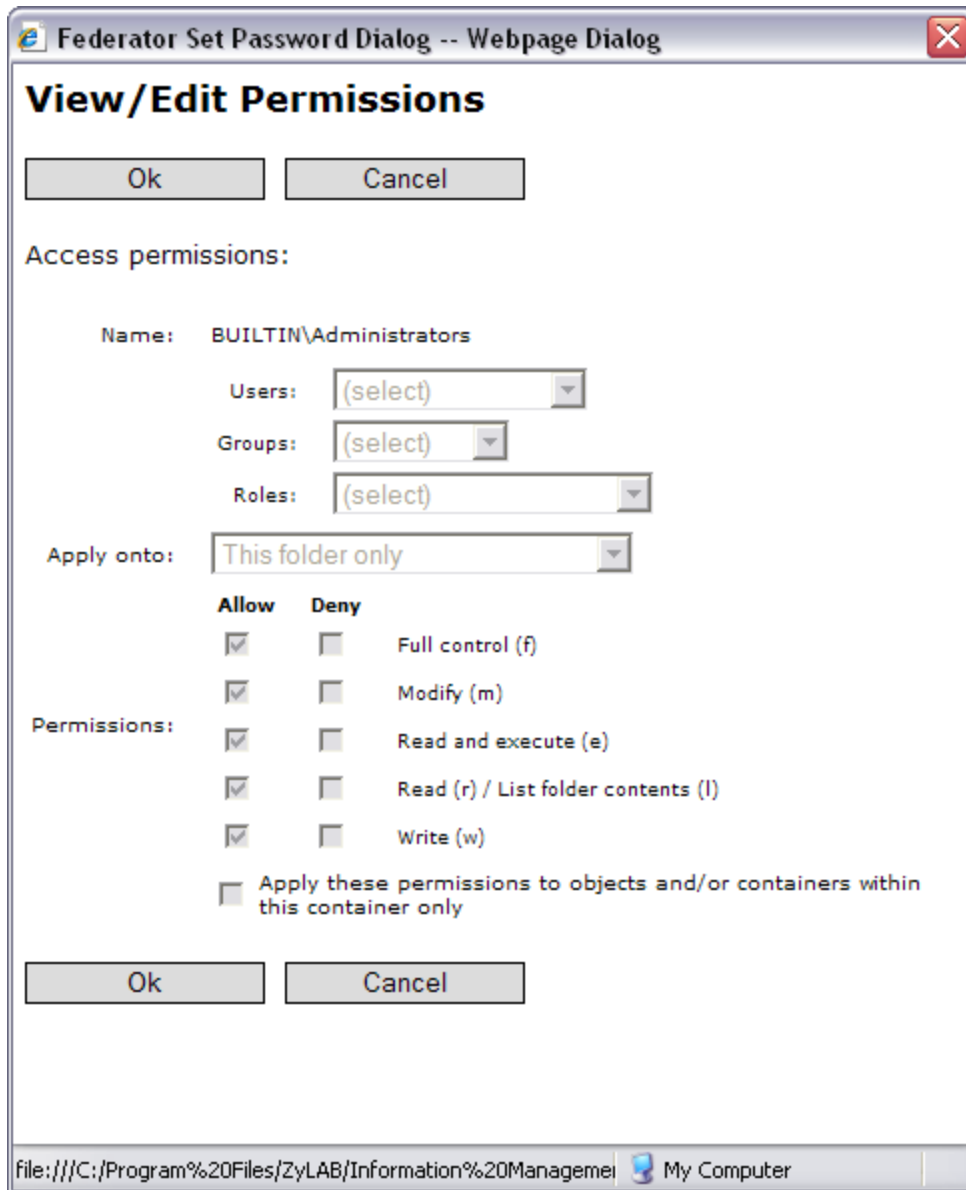 Federator Set Password Dialog -- Webpage Dialog
View/Edit Permissions
Ok Cancel
Access permissions:
Name: BUILTIN\Administrators
Users: (select)
Groups: (select)
Roles: (select)
Apply onto: This folder only
Allow Deny
Full control (f)
Modify (m)
Permissions:
Read and execute (e)
Read (r) / List folder contents (l)
Write (w)
Apply these permissions to objects and/or containers within
this container only
Ok Cancel
file:///C:/Program%20Files/ZyLAB/Information%20Managemei My Computer